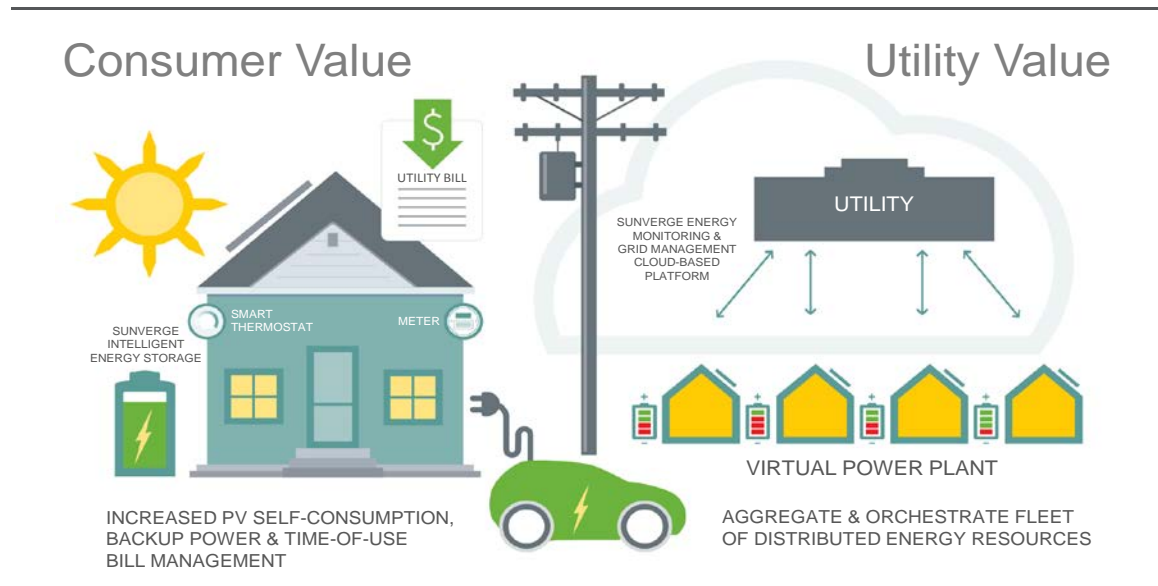 Consumer Value
Utility Value
$
UTILITY BILL
UTILITY
SUNVERGE ENERGY
MONITORING &
GRID MANAGEMENT
CLOUD-BASED
PLATFORM
SMART
THERMOSTAT
METER
SUNVERGE
INTELLIGENT
ENERGY STORAGE
+
-
+
-
+
-
+
-
VIRTUAL POWER PLANT
INCREASED PV SELF-CONSUMPTION,
BACKUP POWER & TIME-OF-USE
BILL MANAGEMENT
AGGREGATE & ORCHESTRATE FLEET
OF DISTRIBUTED ENERGY RESOURCES